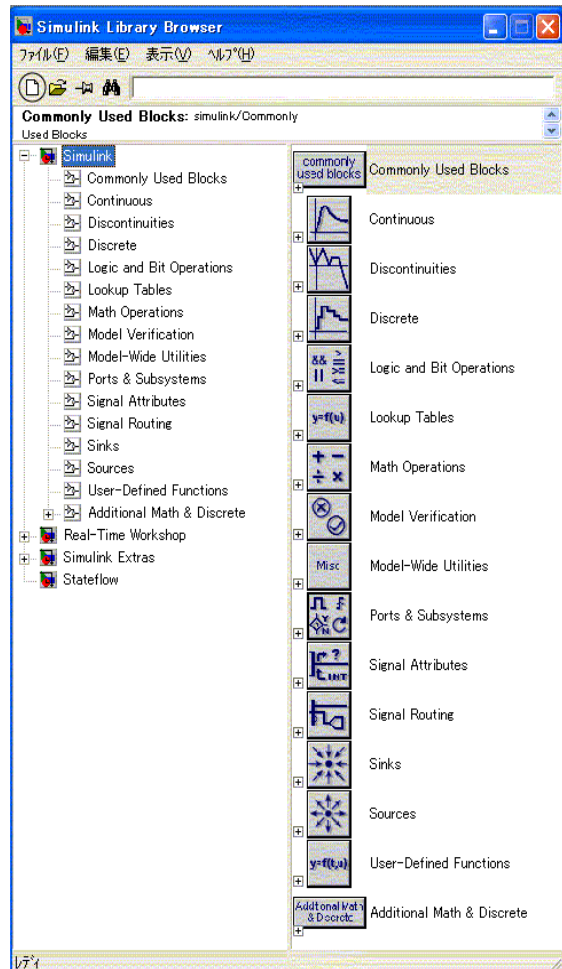 Simulink Library Browser
ファイル(F) 編集(E) 表示(V) ヘルプ(H)
Commonly Used Blocks: simulink/Commonly
Used Blocks
Simulink
Commonly Used Blocks
Continuous
Discontinuities
Discrete
Logic and Bit Operations
Lookup Tables
Math Operations
Model Verification
Model-Wide Utilities
Ports & Subsystems
Signal Attributes
Signal Routing
Sinks
Sources
User-Defined Functions
Additional Math & Discrete
Real-Time Workshop
Simulink Extras
Stateflow
commonly
used blocks
Commonly Used Blocks
Continuous
Discontinuities
Discrete
&& > || >= <=
Logic and Bit Operations
y=f(u)
Lookup Tables
+ − ÷ ×
Math Operations
Model Verification
Misc
Model-Wide Utilities
Y N
Ports & Subsystems
? INT
Signal Attributes
Signal Routing
Sinks
Sources
y=f(t,u)
User-Defined Functions
Additional Math
& Discrete
Additional Math & Discrete
レディ